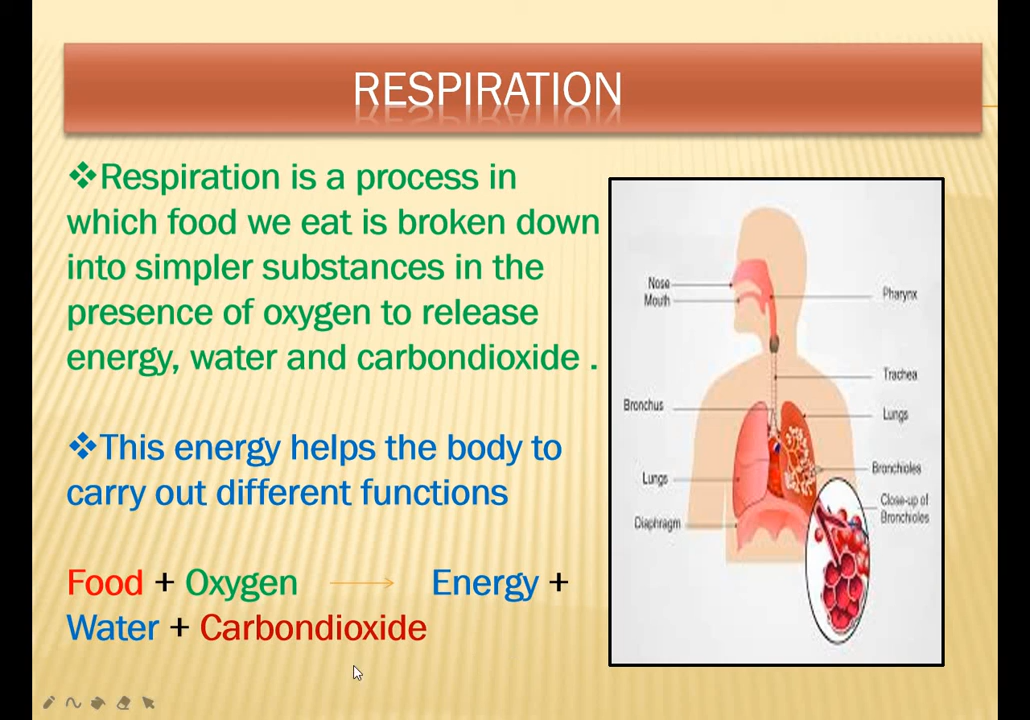 RESPIRATION
❖Respiration is a process in
which food we eat is broken down
into simpler substances in the
presence of oxygen to release
energy, water and carbondioxide .
❖This energy helps the body to
carry out different functions
Food + Oxygen → Energy +
Water + Carbondioxide
Nose
Mouth
Pharynx
Trachea
Bronchus
Lungs
Bronchioles
Lungs
Close-up of
Bronchioles
Diaphragm